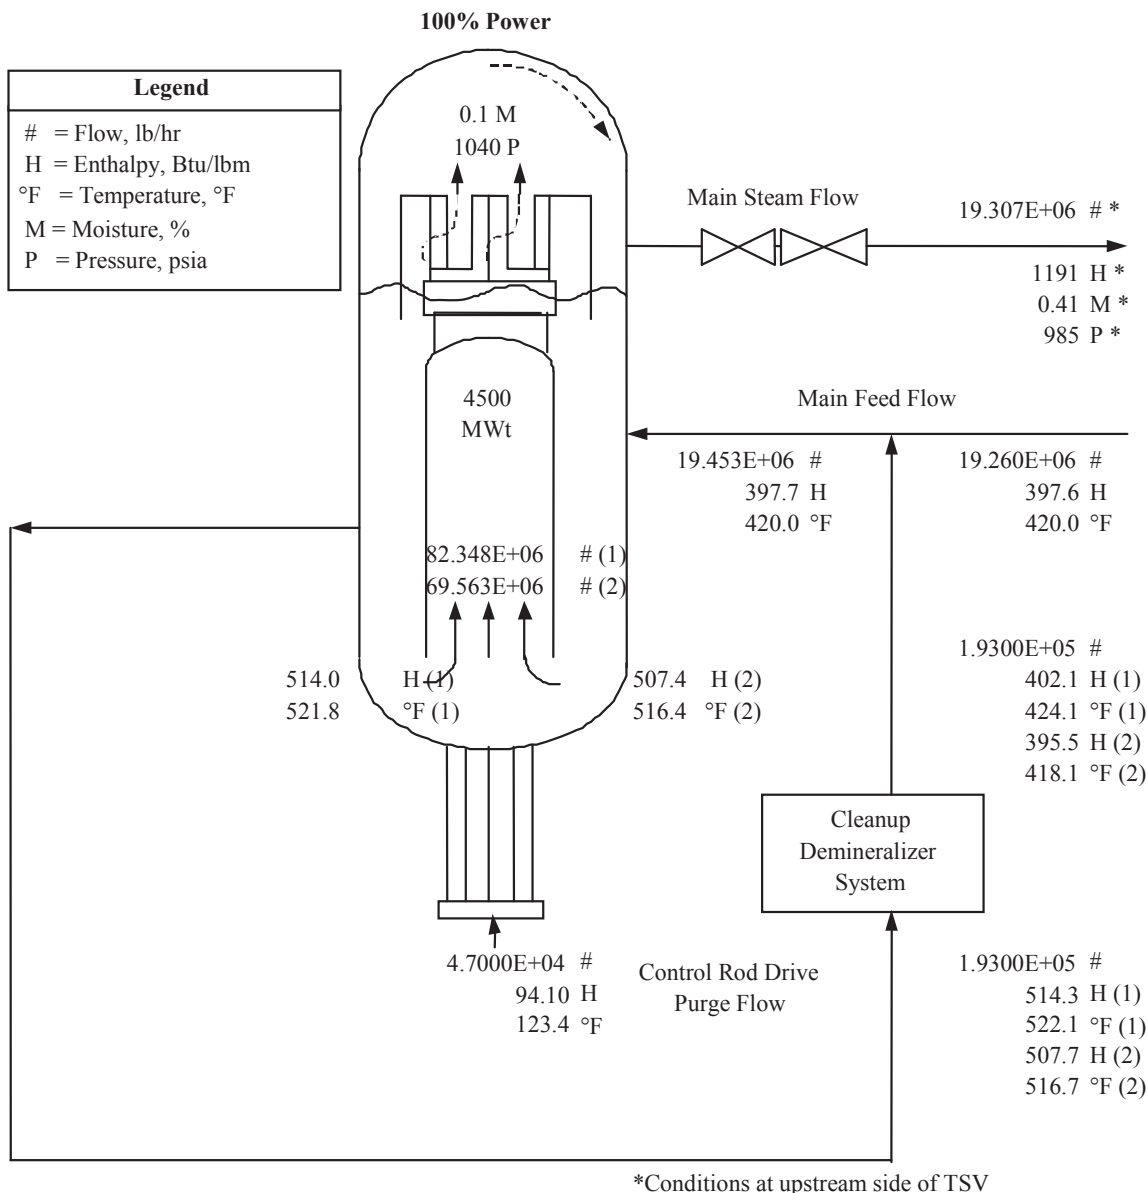 100% Power
Legend
# = Flow, lb/hr
H = Enthalpy, Btu/lbm
°F = Temperature, °F
M = Moisture, %
P = Pressure, psia
0.1 M
1040 P
Main Steam Flow
19.307E+06 # *
1191 H *
0.41 M *
985 P *
4500
MWt
Main Feed Flow
19.453E+06 #
397.7 H
420.0 °F
19.260E+06 #
397.6 H
420.0 °F
82.348E+06 # (1)
69.563E+06 # (2)
514.0 H (1)
521.8 °F (1)
507.4 H (2)
516.4 °F (2)
1.9300E+05 #
402.1 H (1)
424.1 °F (1)
395.5 H (2)
418.1 °F (2)
Cleanup
Demineralizer
System
4.7000E+04 #
94.10 H
123.4 °F
Control Rod Drive
Purge Flow
1.9300E+05 #
514.3 H (1)
522.1 °F (1)
507.7 H (2)
516.7 °F (2)
*Conditions at upstream side of TSV